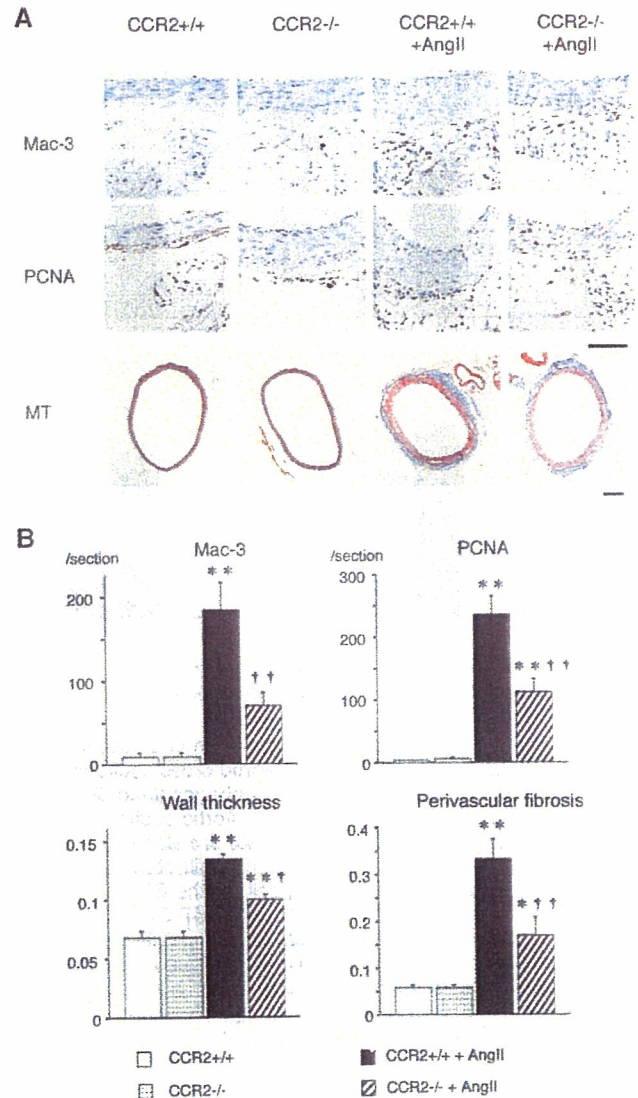 A
CCR2+/+ CCR2-/- CCR2+/+ +AngII CCR2-/- +AngII
Mac-3
PCNA
MT
B
/section Mac-3
200
100
0
** ††
/section PCNA
300
200
100
0
** **††
Wall thickness
0.15
0.1
0.05
0
** **†
Perivascular fibrosis
0.4
0.3
0.2
0.1
0
** *††
CCR2+/+ CCR2+/+ + AngII
CCR2-/- CCR2-/- + AngII